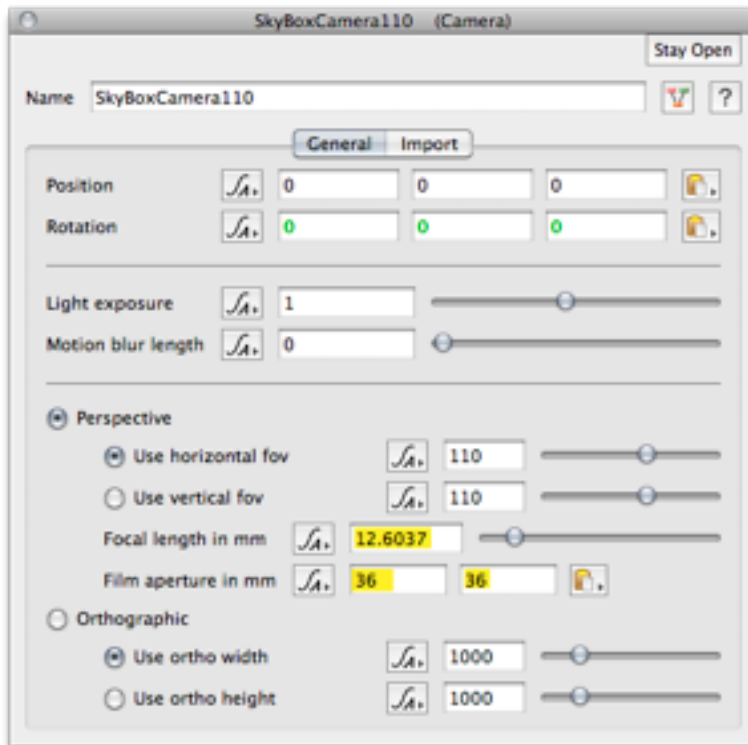 SkyBoxCamera110 (Camera)
Stay Open
Name SkyBoxCamera110 ?
General Import
Position 0 0 0
Rotation 0 0 0
Light exposure 1
Motion blur length 0
Perspective
Use horizontal fov 110
Use vertical fov 110
Focal length in mm 12.6037
Film aperture in mm 36 36
Orthographic
Use ortho width 1000
Use ortho height 1000